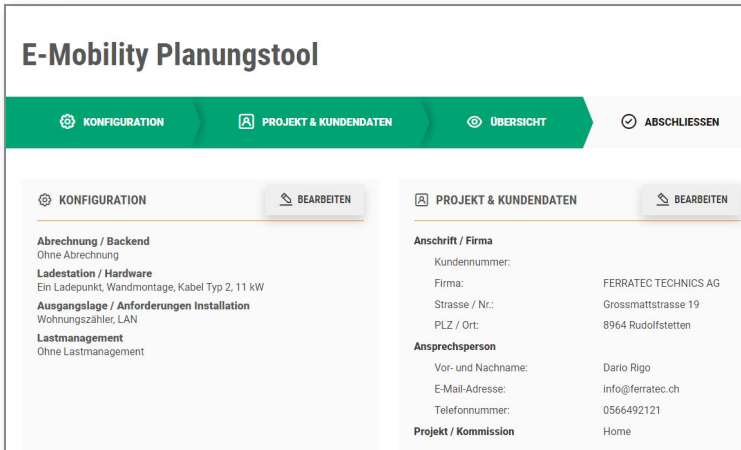 E-Mobility Planungstool
KONFIGURATION
PROJEKT & KUNDENDATEN
ÜBERSICHT
ABSCHLIESSEN
KONFIGURATION
BEARBEITEN
Abrechnung / Backend
Ohne Abrechnung
Ladestation / Hardware
Ein Ladepunkt, Wandmontage, Kabel Typ 2, 11 kW
Ausgangslage / Anforderungen Installation
Wohnungszähler, LAN
Lastmanagement
Ohne Lastmanagement
PROJEKT & KUNDENDATEN
BEARBEITEN
Anschrift / Firma
Kundennummer:
Firma: FERRATEC TECHNICS AG
Strasse / Nr.: Grossmattstrasse 19
PLZ / Ort: 8964 Rudolfstetten
Ansprechsperson
Vor- und Nachname: Dario Rigo
E-Mail-Adresse: info@ferratec.ch
Telefonnummer: 0566492121
Projekt / Kommission Home